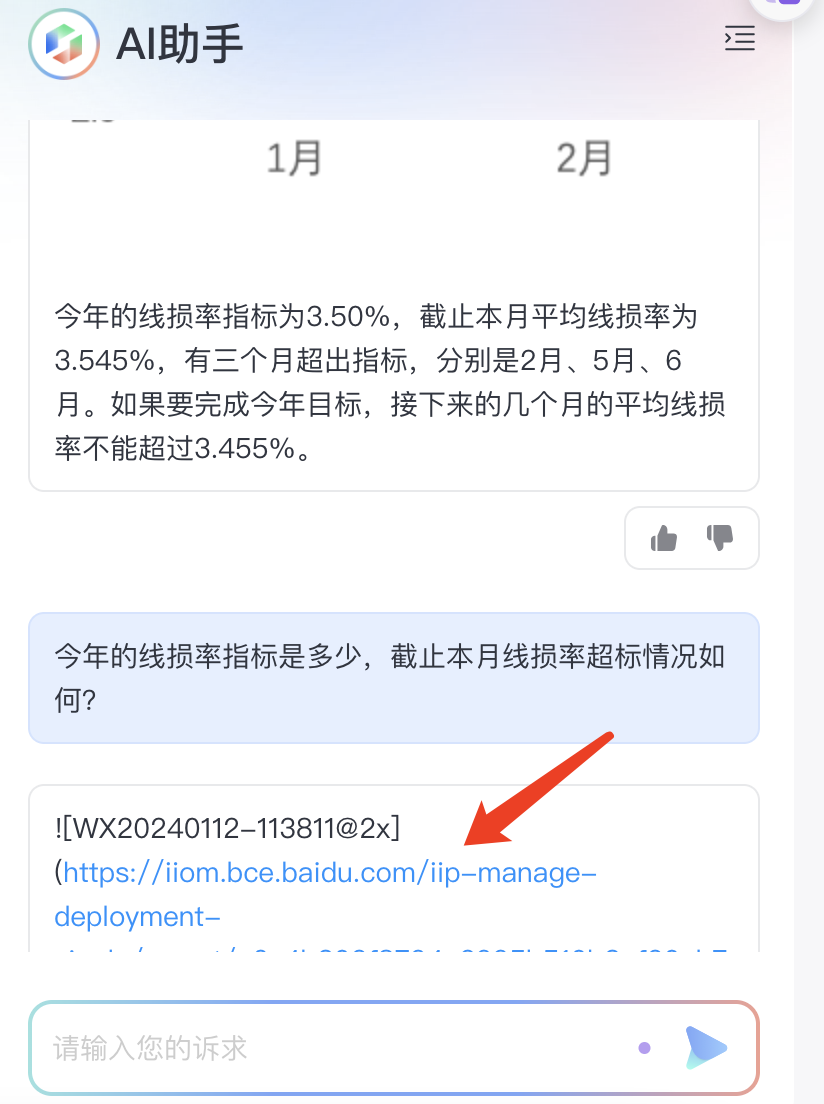 AI助手
1月 2月
今年的线损率指标为3.50%，截止本月平均线损率为
3.545%，有三个月超出指标，分别是2月、5月、6
月。如果要完成今年目标，接下来的几个月的平均线损
率不能超过3.455%。
今年的线损率指标是多少，截止本月线损率超标情况如
何?
![WX20240112-113811@2x]
(https://iiom.bce.baidu.com/iip-manage-
deployment-
请输入您的诉求